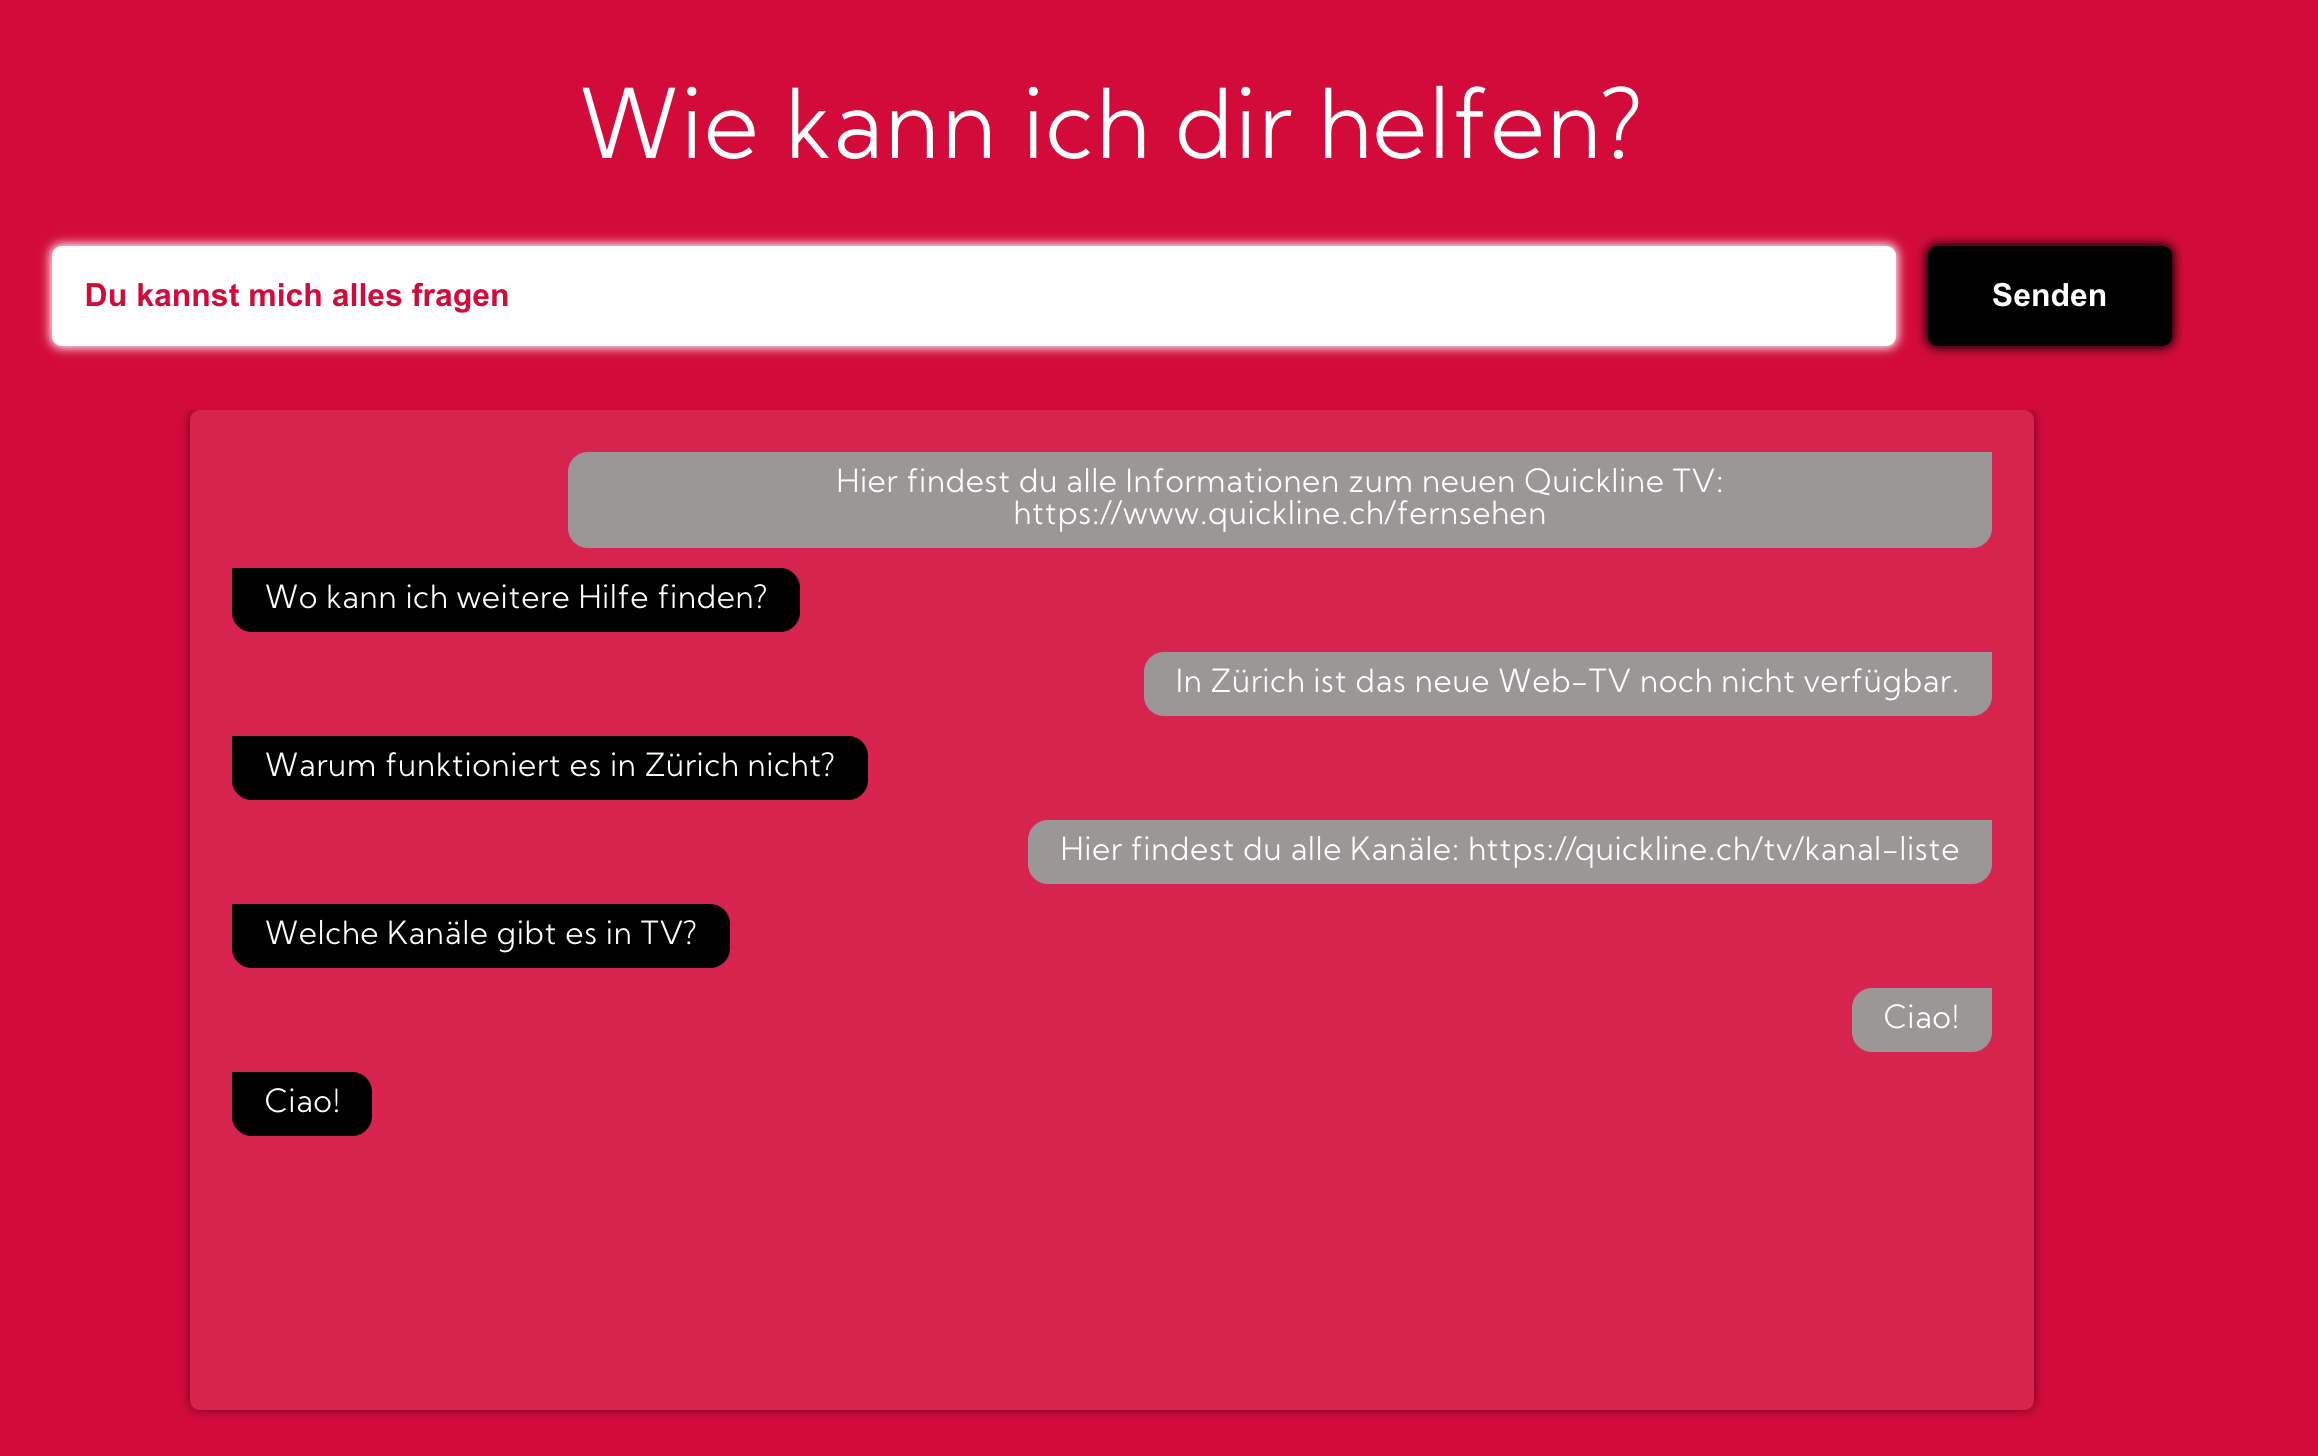 Wie kann ich dir helfen?
Du kannst mich alles fragen
Senden
Hier findest du alle Informationen zum neuen Quickline TV:
https://www.quickline.ch/fernsehen
Wo kann ich weitere Hilfe finden?
In Zürich ist das neue Web-TV noch nicht verfügbar.
Warum funktioniert es in Zürich nicht?
Hier findest du alle Kanäle: https://quickline.ch/tv/kanal-liste
Welche Kanäle gibt es in TV?
Ciao!
Ciao!